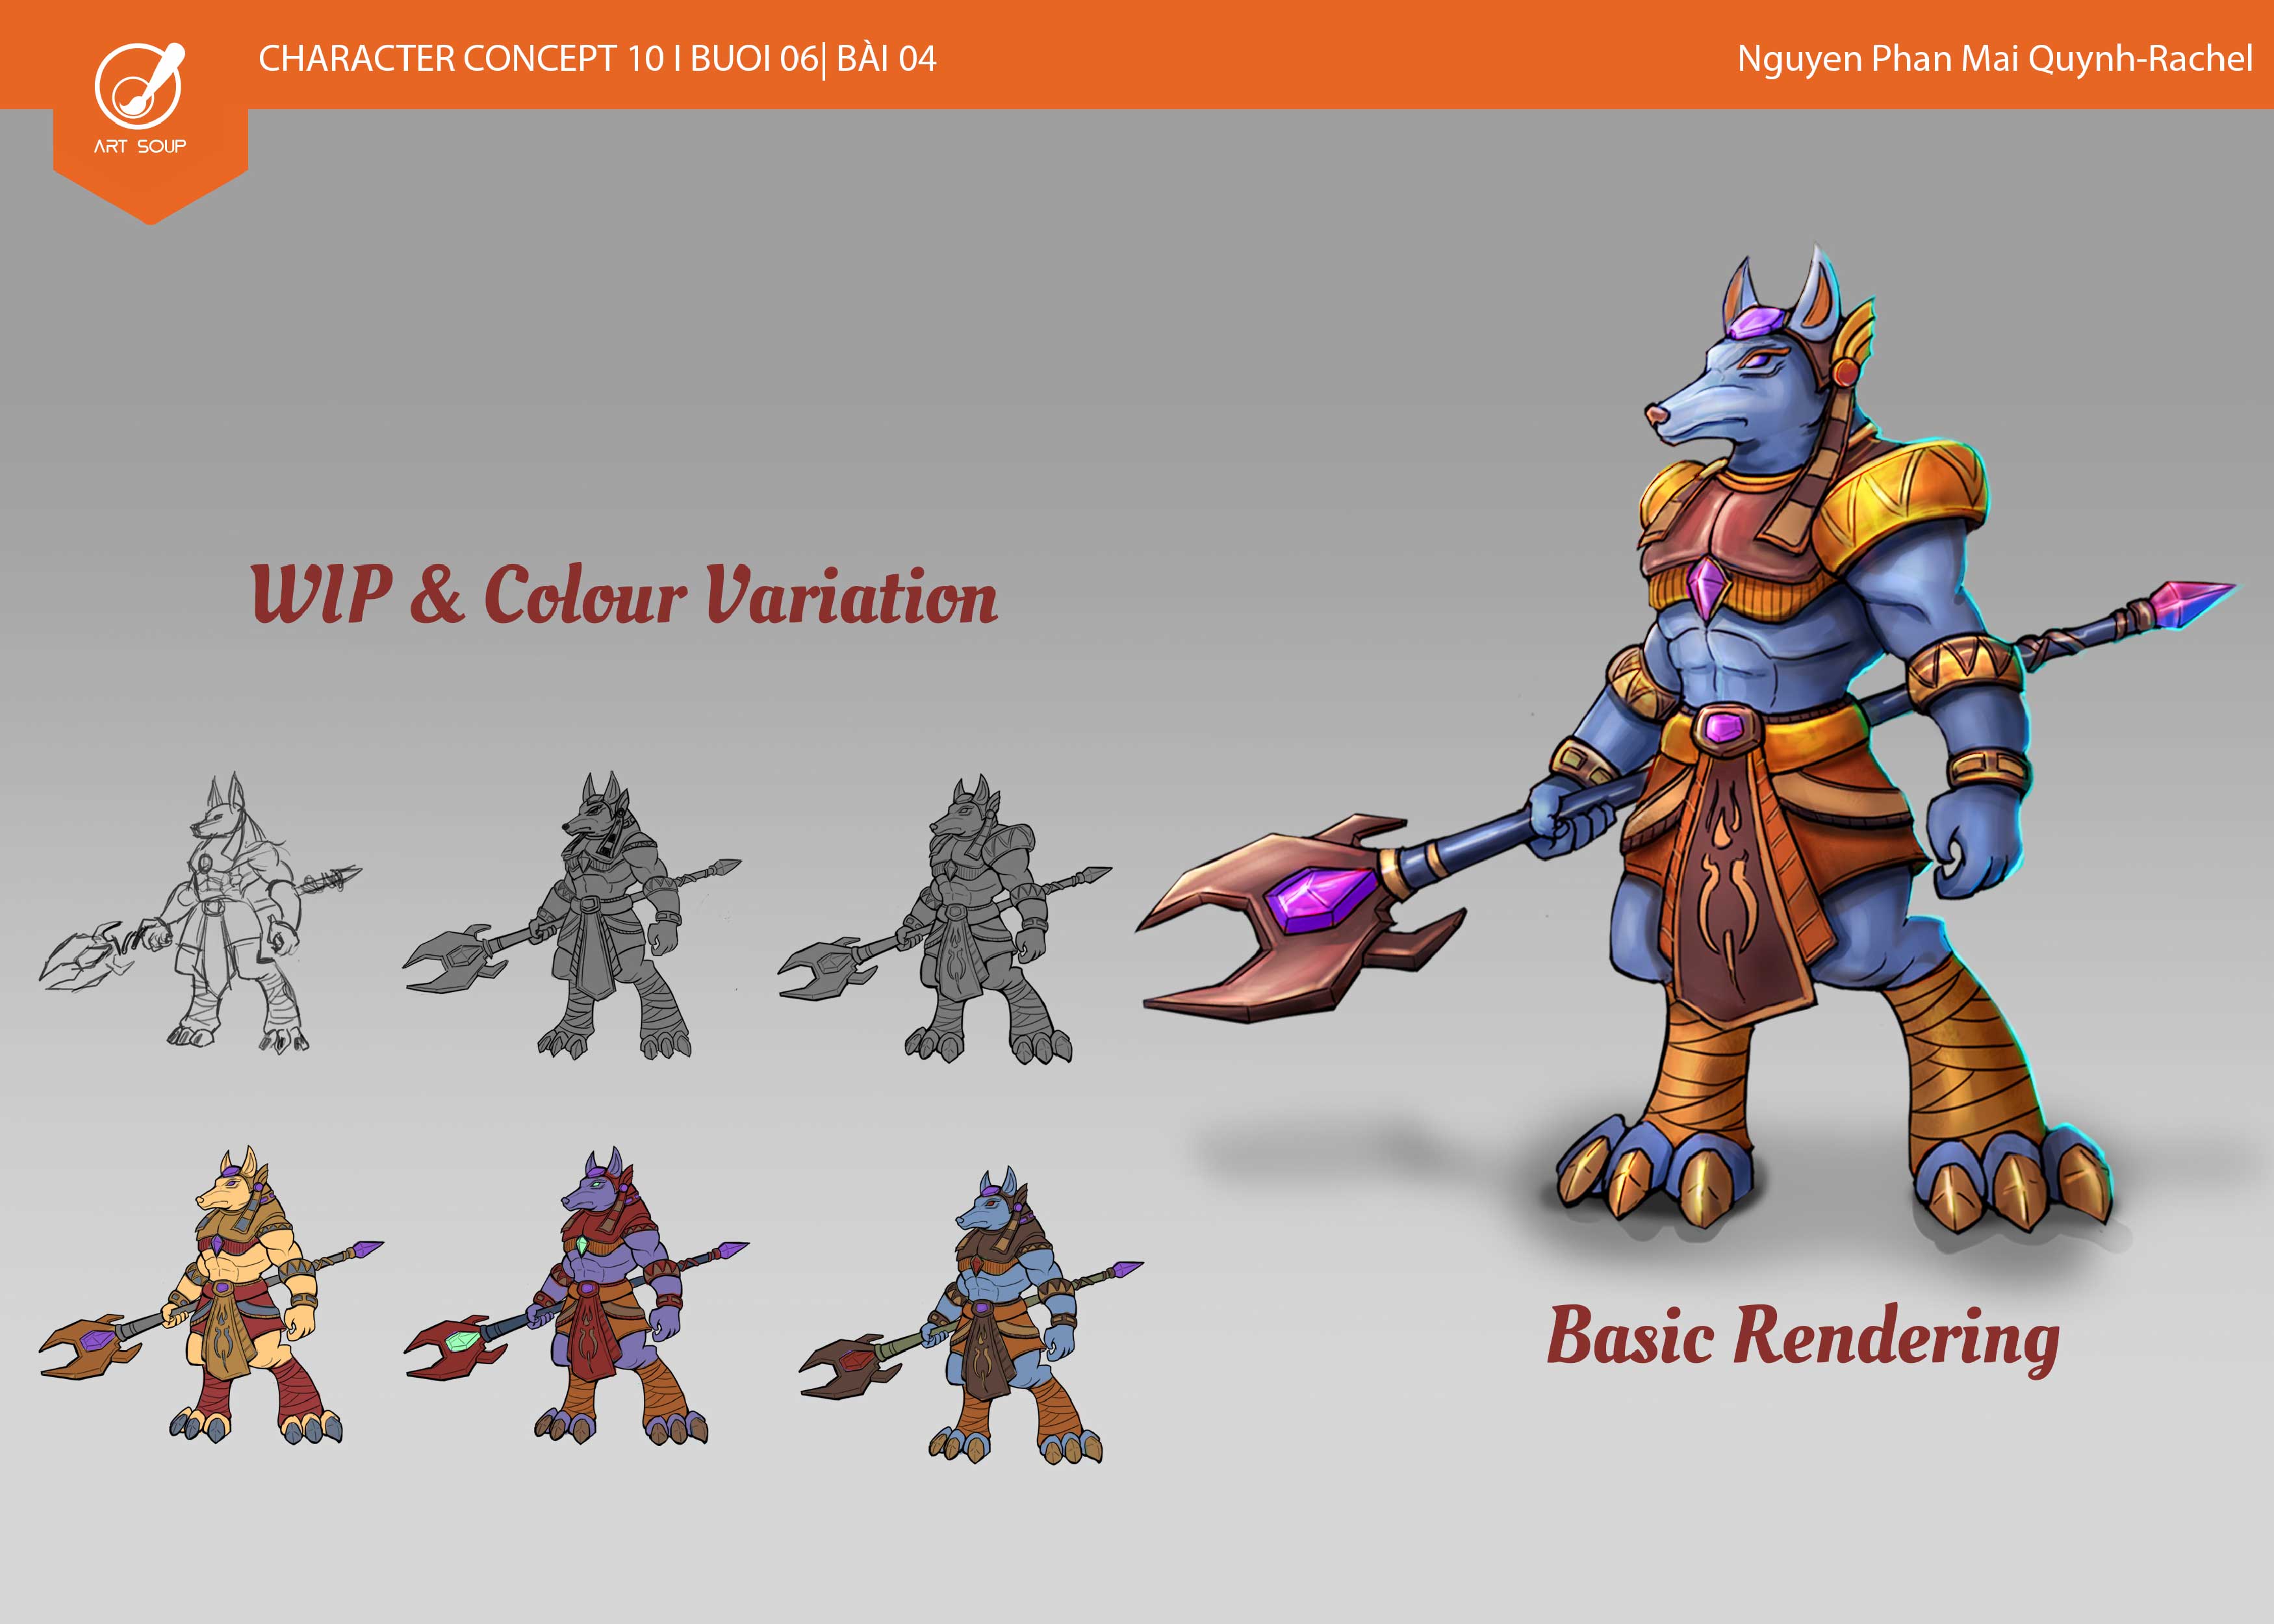 CHARACTER CONCEPT 10 I BUOI 06| BÀI 04
Nguyen Phan Mai Quynh-Rachel
ART SOUP
WIP & Colour Variation
Basic Rendering